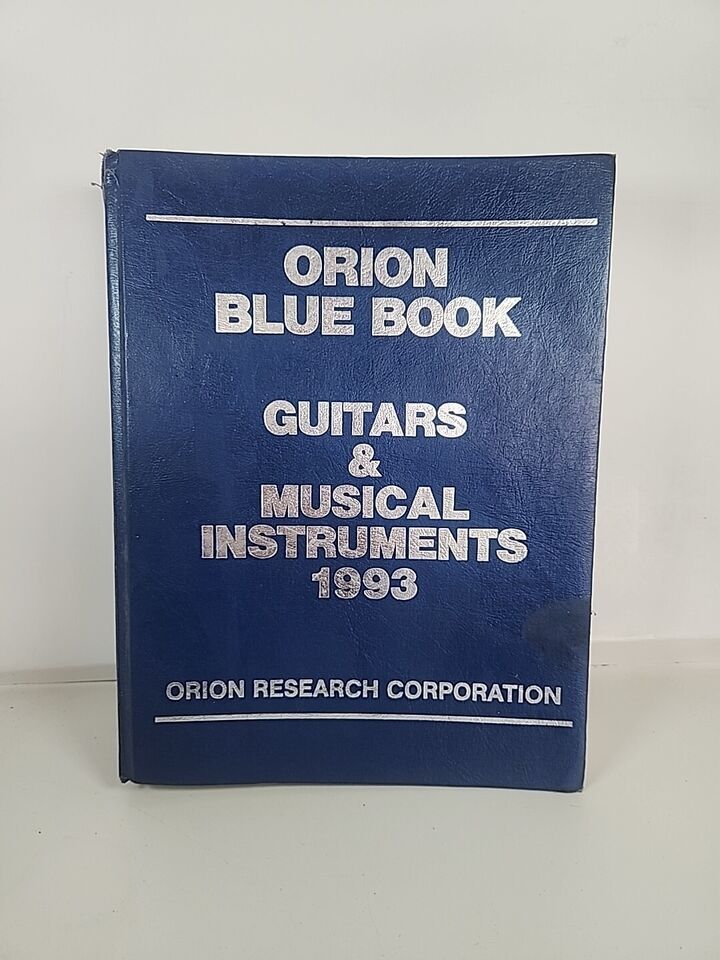 ORION
BLUE BOOK
GUITARS
&
MUSICAL
INSTRUMENTS
1993
ORION RESEARCH CORPORATION